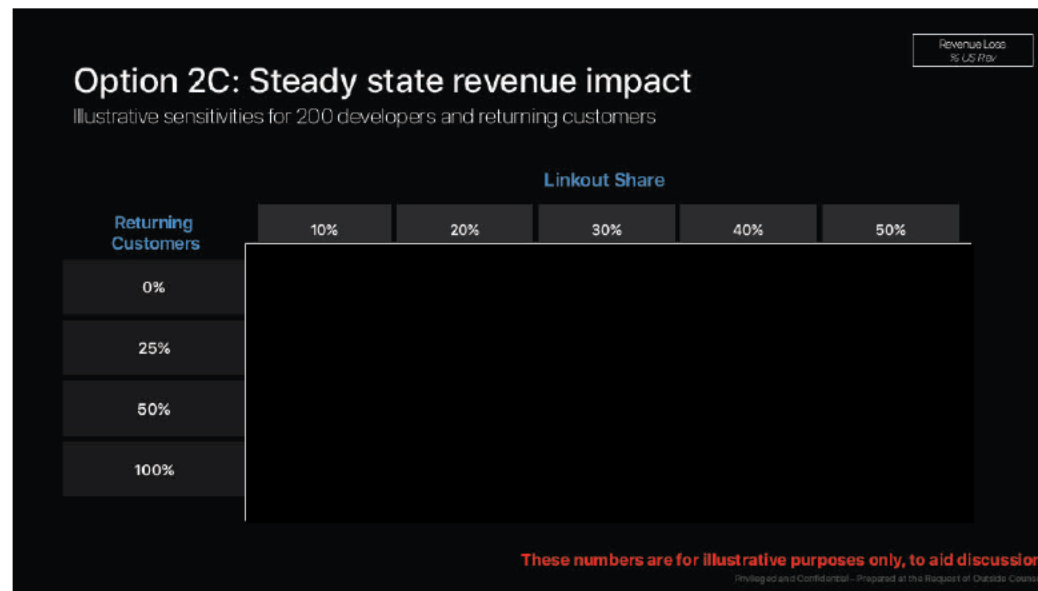 Revenue Loss
% US Rev
Option 2C: Steady state revenue impact
Illustrative sensitivities for 200 developers and returning customers
Linkout Share
Returning
Customers
10% 20% 30% 40% 50%
0%
25%
50%
100%
These numbers are for illustrative purposes only, to aid discussion
Privileged and Confidential – Prepared at the Request of Outside Counse